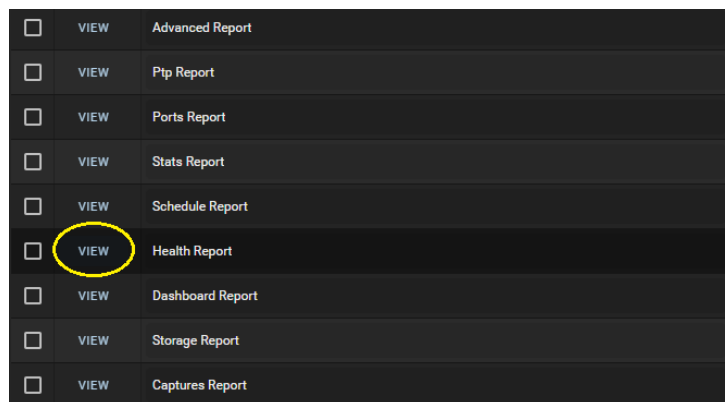 VIEW Advanced Report
VIEW Ptp Report
VIEW Ports Report
VIEW Stats Report
VIEW Schedule Report
VIEW Health Report
VIEW Dashboard Report
VIEW Storage Report
VIEW Captures Report